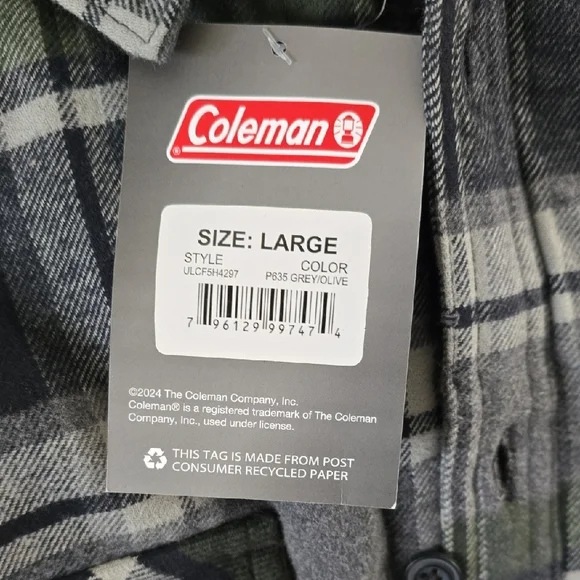 Coleman
®
SIZE: LARGE
STYLE COLOR
ULCF5H4297 P635 GREY/OLIVE
7 96129 99747 4
©2024 The Coleman Company, Inc.
Coleman® is a registered trademark of The Coleman
Company, Inc., used under license.
THIS TAG IS MADE FROM POST
CONSUMER RECYCLED PAPER